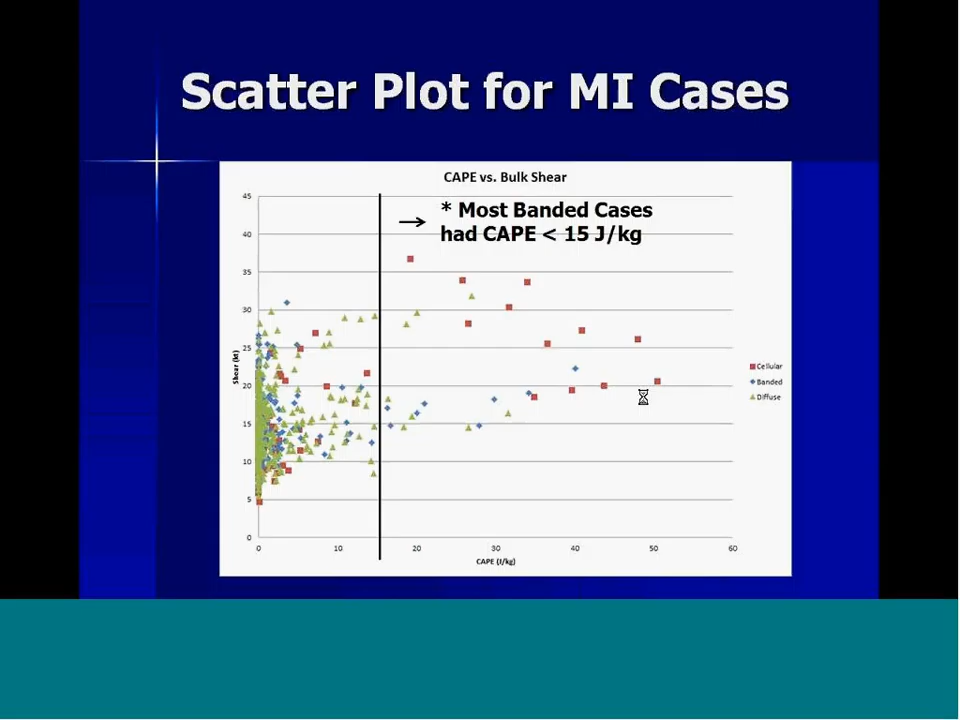 Scatter Plot for MI Cases
CAPE vs. Bulk Shear
* Most Banded Cases
had CAPE < 15 J/kg
45
40
35
30
25
20
15
10
5
0
Shear (kt)
0 10 20 30 40 50 60
CAPE (J/kg)
Cellular
Banded
Diffuse